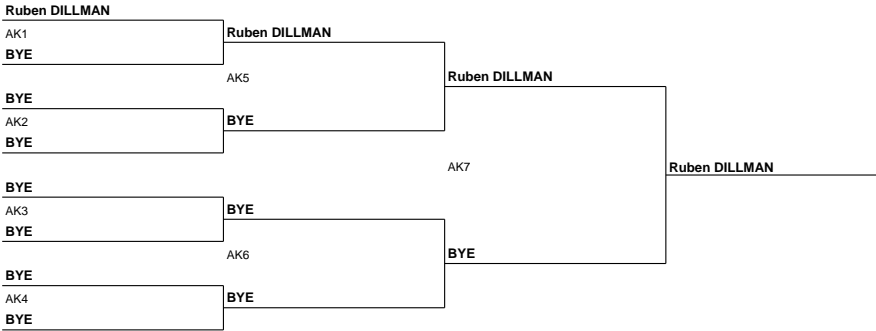 Ruben DILLMAN
AK1
BYE
Ruben DILLMAN
AK5
BYE
AK2
BYE
BYE
Ruben DILLMAN
AK7
Ruben DILLMAN
BYE
AK3
BYE
BYE
AK6
BYE
BYE
AK4
BYE
BYE